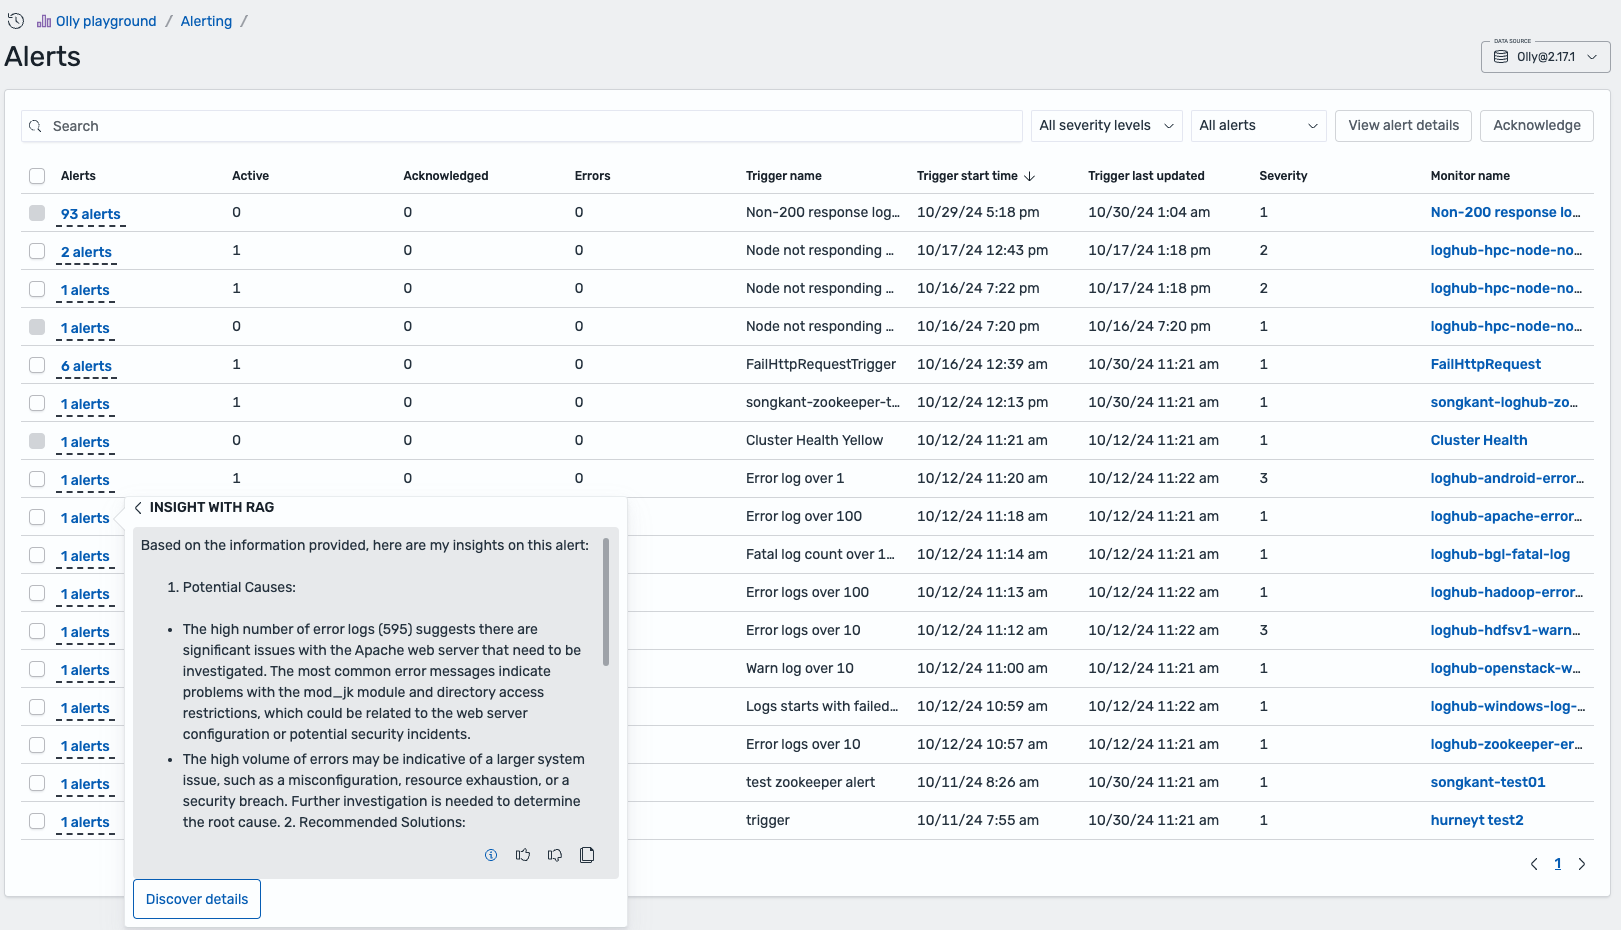 Olly playground / Alerting /
Alerts
DATA SOURCE
Olly@2.17.1
Search
All severity levels
All alerts
View alert details
Acknowledge
Alerts Active Acknowledged Errors Trigger name Trigger start time Trigger last updated Severity Monitor name
93 alerts 0 0 0 Non-200 response log... 10/29/24 5:18 pm 10/30/24 1:04 am 1 Non-200 response lo...
2 alerts 1 0 0 Node not responding ... 10/17/24 12:43 pm 10/17/24 1:18 pm 2 loghub-hpc-node-no...
1 alerts 1 0 0 Node not responding ... 10/16/24 7:22 pm 10/17/24 1:18 pm 2 loghub-hpc-node-no...
1 alerts 0 0 0 Node not responding ... 10/16/24 7:20 pm 10/16/24 7:20 pm 1 loghub-hpc-node-no...
6 alerts 1 0 0 FailHttpRequestTrigger 10/16/24 12:39 am 10/30/24 11:21 am 1 FailHttpRequest
1 alerts 1 0 0 songkant-zookeeper-t... 10/12/24 12:13 pm 10/30/24 11:21 am 1 songkant-loghub-zo...
1 alerts 0 0 0 Cluster Health Yellow 10/12/24 11:21 am 10/12/24 11:21 am 1 Cluster Health
1 alerts 1 0 0 Error log over 1 10/12/24 11:20 am 10/12/24 11:22 am 3 loghub-android-error...
1 alerts Error log over 100 10/12/24 11:18 am 10/12/24 11:21 am 1 loghub-apache-error...
1 alerts Fatal log count over 1... 10/12/24 11:14 am 10/12/24 11:21 am 1 loghub-bgl-fatal-log
1 alerts Error logs over 100 10/12/24 11:13 am 10/12/24 11:22 am 1 loghub-hadoop-error...
1 alerts Error logs over 10 10/12/24 11:12 am 10/12/24 11:22 am 3 loghub-hdfsv1-warn...
1 alerts Warn log over 10 10/12/24 11:00 am 10/12/24 11:21 am 1 loghub-openstack-w...
1 alerts Logs starts with failed... 10/12/24 10:59 am 10/12/24 11:22 am 1 loghub-windows-log-...
1 alerts Error logs over 10 10/12/24 10:57 am 10/12/24 11:21 am 1 loghub-zookeeper-er...
1 alerts test zookeeper alert 10/11/24 8:26 am 10/30/24 11:21 am 1 songkant-test01
1 alerts trigger 10/11/24 7:55 am 10/30/24 11:21 am 1 hurneyt test2
INSIGHT WITH RAG
Based on the information provided, here are my insights on this alert:
1. Potential Causes:
• The high number of error logs (595) suggests there are
significant issues with the Apache web server that need to be
investigated. The most common error messages indicate
problems with the mod_jk module and directory access
restrictions, which could be related to the web server
configuration or potential security incidents.
• The high volume of errors may be indicative of a larger system
issue, such as a misconfiguration, resource exhaustion, or a
security breach. Further investigation is needed to determine
the root cause. 2. Recommended Solutions:
Discover details
1